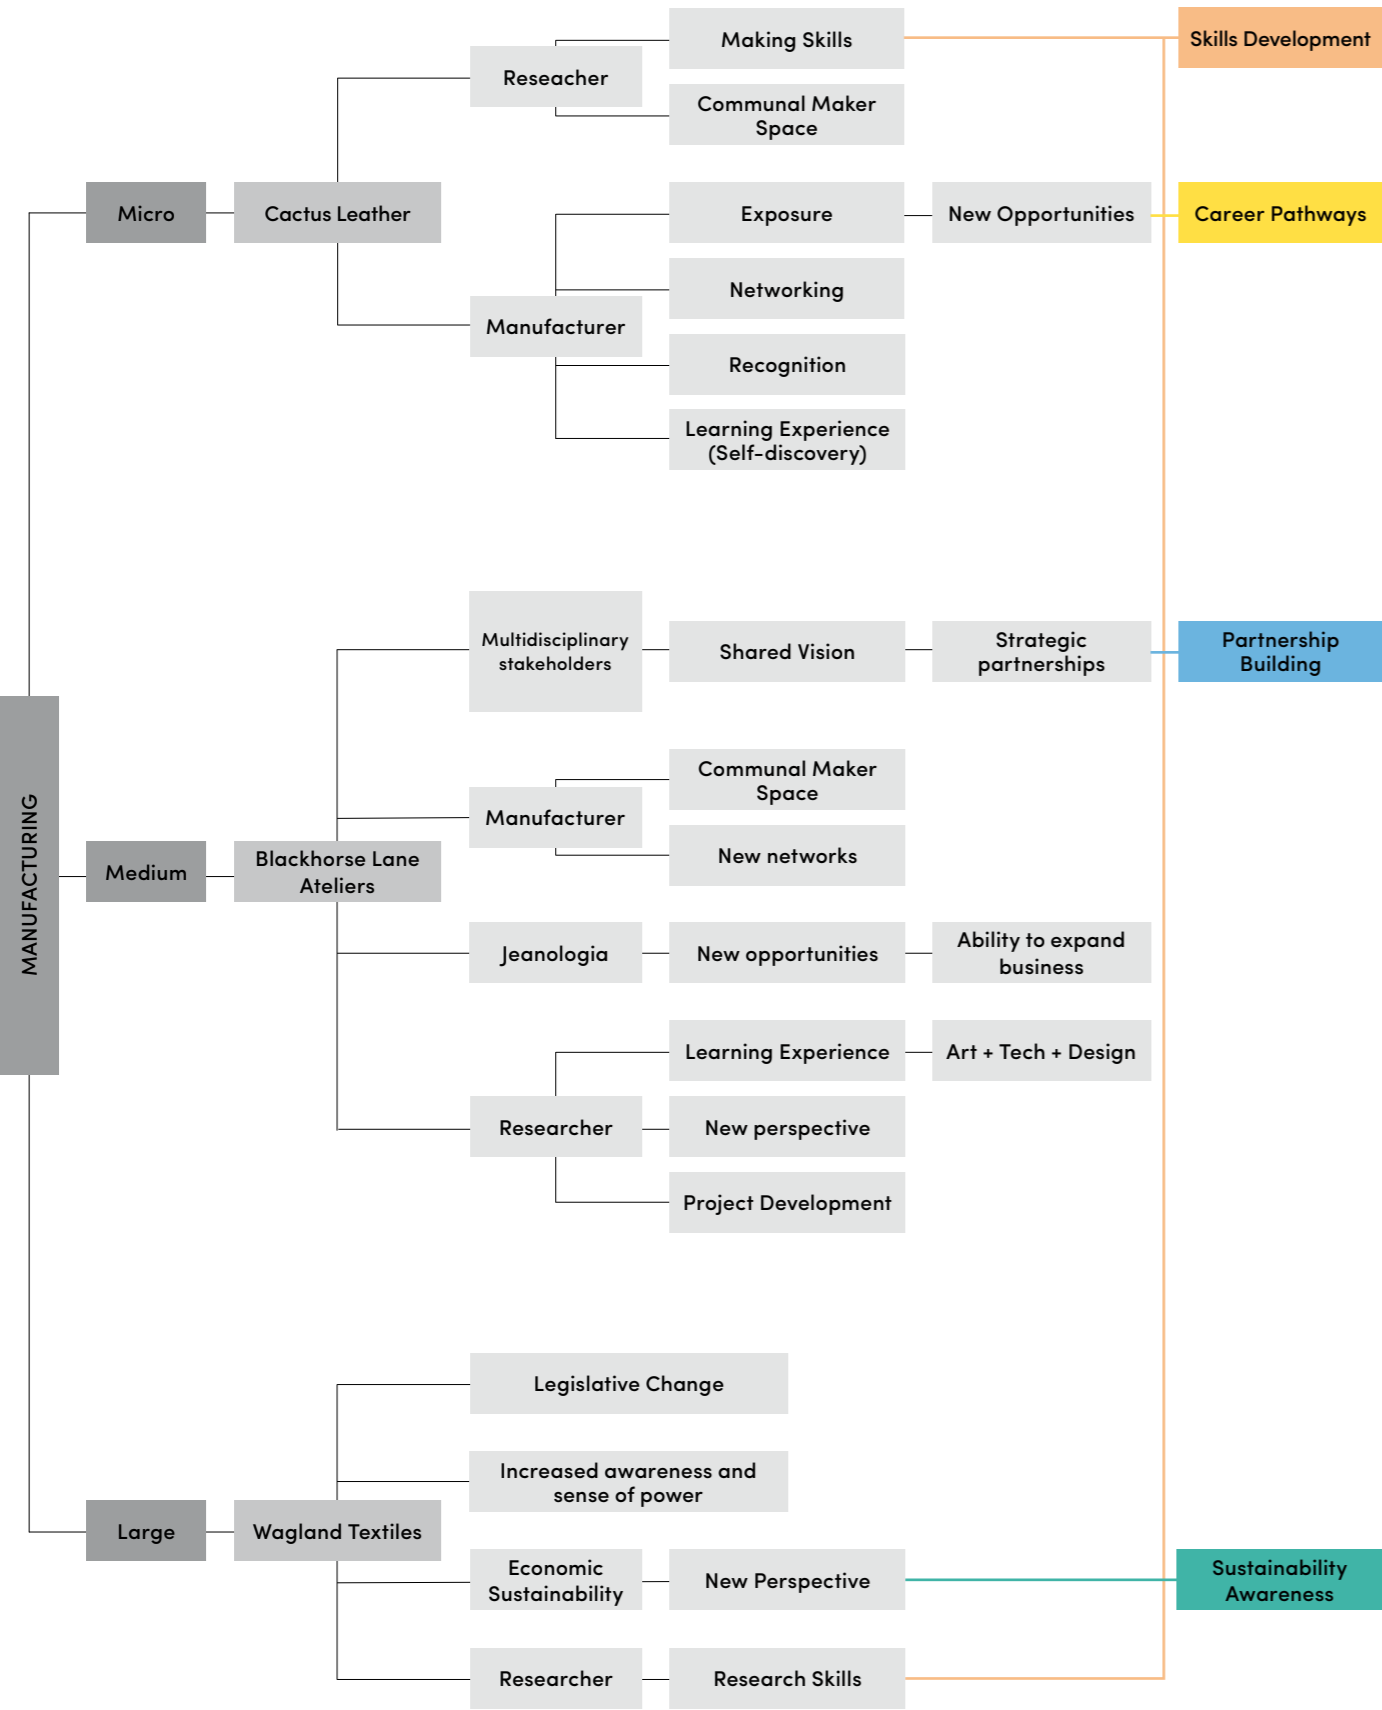 Making Skills
Skills Development
Reseacher
Communal Maker
Space
Micro
Cactus Leather
Exposure
New Opportunities
Career Pathways
Networking
Manufacturer
Recognition
Learning Experience
(Self-discovery)
MANUFACTURING
Multidisciplinary
stakeholders
Shared Vision
Strategic
partnerships
Partnership
Building
Communal Maker
Space
Manufacturer
New networks
Medium
Blackhorse Lane
Ateliers
Jeanologia
New opportunities
Ability to expand
business
Learning Experience
Art + Tech + Design
Researcher
New perspective
Project Development
Legislative Change
Increased awareness and
sense of power
Large
Wagland Textiles
Economic
Sustainability
New Perspective
Sustainability
Awareness
Researcher
Research Skills